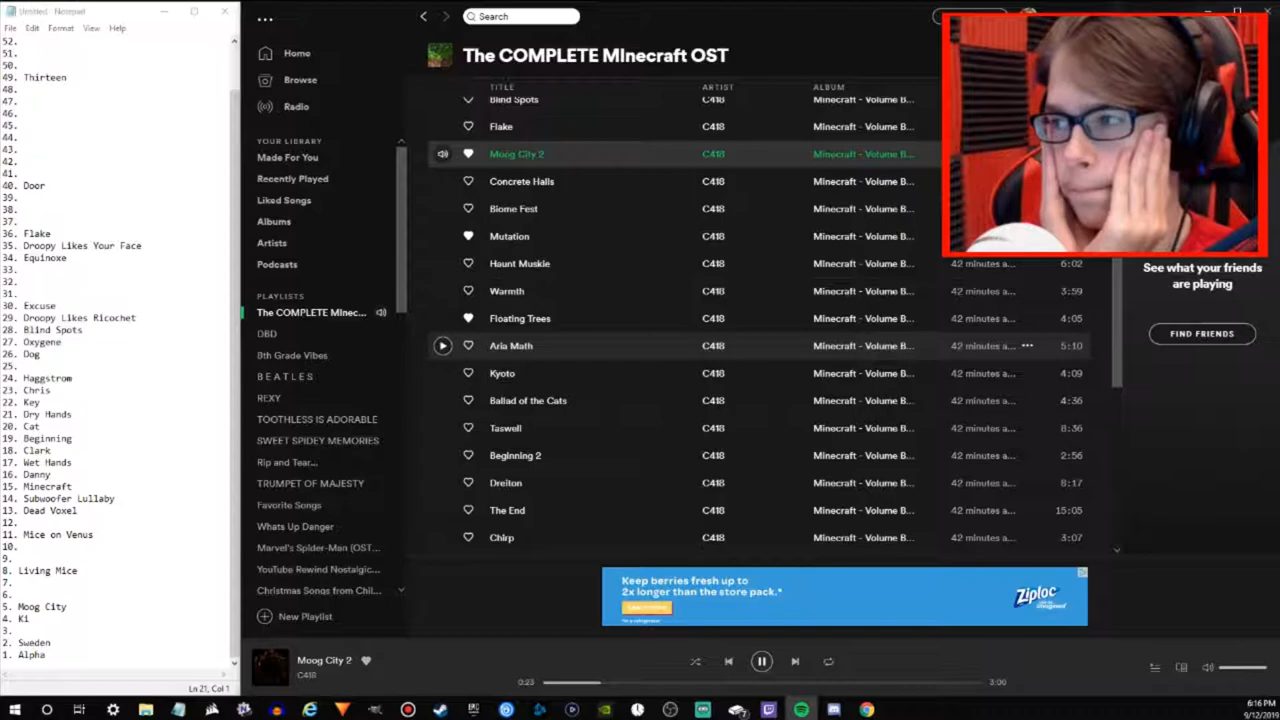 Untitled - Notepad
File Edit Format View Help
52.
51.
50.
49. Thirteen
48.
47.
46.
45.
44.
43.
42.
41.
40. Door
39.
38.
37.
36. Flake
35. Droopy Likes Your Face
34. Equinoxe
33.
32.
31.
30. Excuse
29. Droopy Likes Ricochet
28. Blind Spots
27. Oxygene
26. Dog
25.
24. Haggstrom
23. Chris
22. Key
21. Dry Hands
20. Cat
19. Beginning
18. Clark
17. Wet Hands
16. Danny
15. Minecraft
14. Subwoofer Lullaby
13. Dead Voxel
12.
11. Mice on Venus
10.
9.
8. Living Mice
7.
6.
5. Moog City
4. Ki
3.
2. Sweden
1. Alpha
Ln 21, Col 1
Home
Browse
Radio
YOUR LIBRARY
Made For You
Recently Played
Liked Songs
Albums
Artists
Podcasts
PLAYLISTS
The COMPLETE MInec...
DBD
8th Grade Vibes
B E A T L E S
REXY
TOOTHLESS IS ADORABLE
SWEET SPIDEY MEMORIES
Rip and Tear...
TRUMPET OF MAJESTY
Favorite Songs
Whats Up Danger
Marvel's Spider-Man (OST...
YouTube Rewind Nostalgic...
Christmas Songs from Chil...
New Playlist
Search
The COMPLETE MInecraft OST
TITLE ARTIST ALBUM
Blind Spots C418 Minecraft - Volume B...
Flake C418 Minecraft - Volume B...
Moog City 2 C418 Minecraft - Volume B...
Concrete Halls C418 Minecraft - Volume B...
Biome Fest C418 Minecraft - Volume B...
Mutation C418 Minecraft - Volume B...
Haunt Muskie C418 Minecraft - Volume B... 42 minutes a... 6:02
Warmth C418 Minecraft - Volume B... 42 minutes a... 3:59
Floating Trees C418 Minecraft - Volume B... 42 minutes a... 4:05
Aria Math C418 Minecraft - Volume B... 42 minutes a... ••• 5:10
Kyoto C418 Minecraft - Volume B... 42 minutes a... 4:09
Ballad of the Cats C418 Minecraft - Volume B... 42 minutes a... 4:36
Taswell C418 Minecraft - Volume B... 42 minutes a... 8:36
Beginning 2 C418 Minecraft - Volume B... 42 minutes a... 2:56
Dreiton C418 Minecraft - Volume B... 42 minutes a... 8:17
The End C418 Minecraft - Volume B... 42 minutes a... 15:05
Chirp C418 Minecraft - Volume B... 42 minutes a... 3:07
See what your friends
are playing
FIND FRIENDS
Keep berries fresh up to
2x longer than the store pack.*
Learn more
Ziploc
Moog City 2
C418
0:23
3:00
6:16 PM
9/12/2019